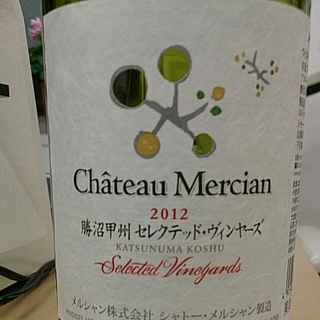 Château Mercian
2012
勝沼甲州 セレクテッド・ヴィンヤーズ
KATSUNUMA KOSHU
Selected Vineyards
メルシャン株式会社 シャトー・メルシャン製造